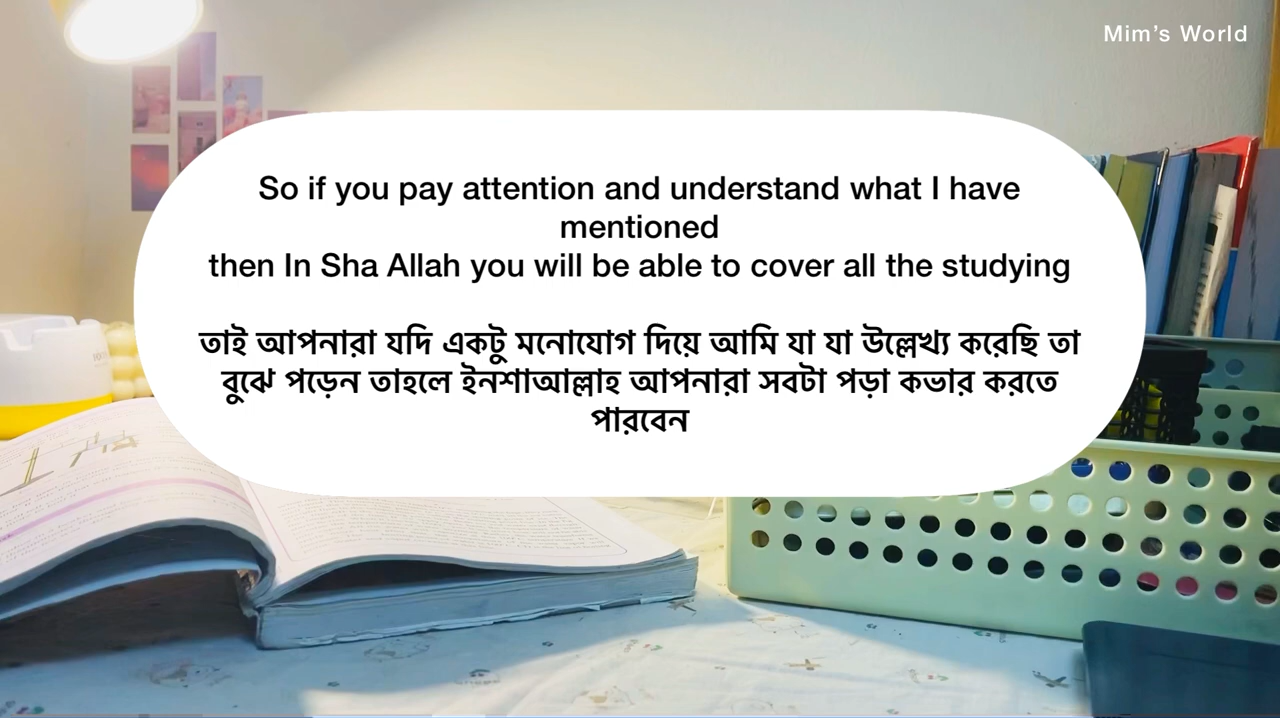 Mim's World
So if you pay attention and understand what I have
mentioned
then In Sha Allah you will be able to cover all the studying
তাই আপনারা যদি একটু মনোযোগ দিয়ে আমি যা যা উল্লেখ্য করেছি তা
বুঝে পড়েন তাহলে ইনশাআল্লাহ আপনারা সবটা পড়া কভার করতে
পারবেন